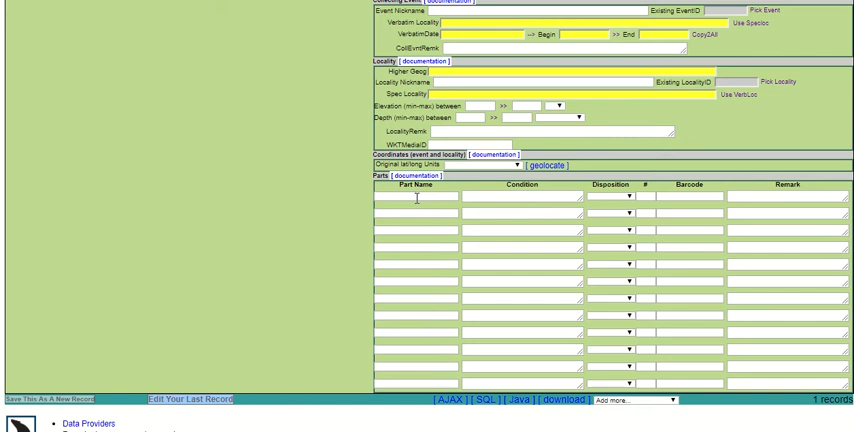 Collecting Event [ documentation ]
Event Nickname Existing EventID Pick Event
Verbatim Locality Use Specloc
VerbatimDate --> Begin >> End Copy2All
CollEvntRemk
Locality [ documentation ]
Higher Geog
Locality Nickname Existing LocalityID Pick Locality
Spec Locality Use VerbLoc
Elevation (min-max) between >>
Depth (min-max) between >>
LocalityRemk
WKTMediaID
Coordinates (event and locality) [ documentation ]
Original lat/long Units [ geolocate ]
Parts [ documentation ]
Part Name Condition Disposition # Barcode Remark
Save This As A New Record Edit Your Last Record [ AJAX ] [ SQL ] [ Java ] [ download ] Add more... 1 records
Data Providers